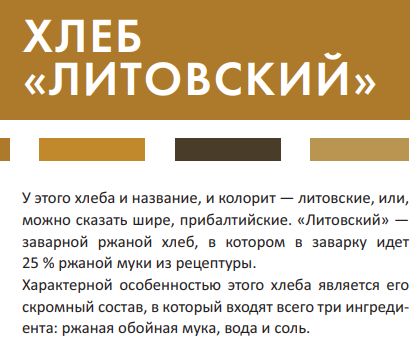 ХЛЕБ
«ЛИТОВСКИЙ»
У этого хлеба и название, и колорит — литовские, или,
можно сказать шире, прибалтийские. «Литовский» —
заварной ржаной хлеб, в котором в заварку идет
25 % ржаной муки из рецептуры.
Характерной особенностью этого хлеба является его
скромный состав, в который входят всего три ингреди-
ента: ржаная обойная мука, вода и соль.